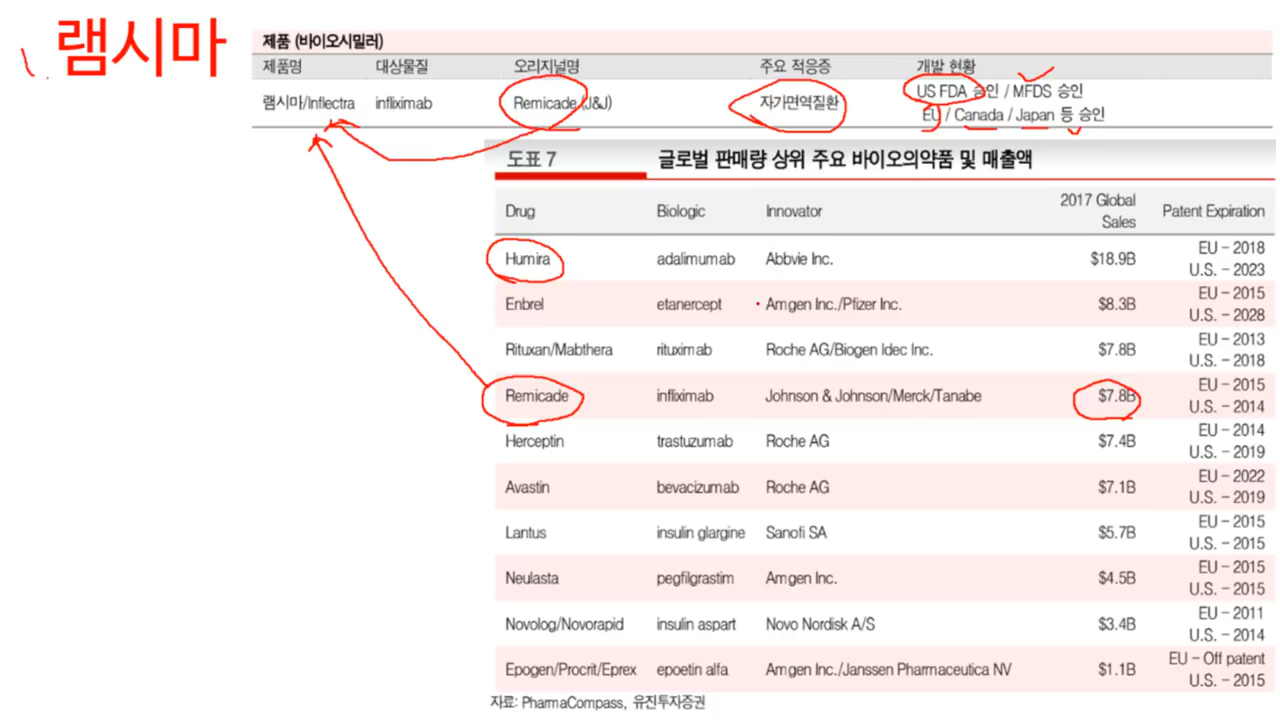 램시마
제품 (바이오시밀러)
제품명 대상물질 오리지널명 주요 적응증 개발 현황
램시마/Inflectra infliximab Remicade (J&J) 자가면역질환 US FDA 승인 / MFDS 승인
EU / Canada / Japan 등 승인
도표 7 글로벌 판매량 상위 주요 바이오의약품 및 매출액
Drug Biologic Innovator 2017 Global Sales Patent Expiration
Humira adalimumab Abbvie Inc. $18.9B EU – 2018
U.S. – 2023
Enbrel etanercept Amgen Inc./Pfizer Inc. $8.3B EU – 2015
U.S. – 2028
Rituxan/Mabthera rituximab Roche AG/Biogen Idec Inc. $7.8B EU – 2013
U.S. – 2018
Remicade infliximab Johnson & Johnson/Merck/Tanabe $7.8B EU – 2015
U.S. – 2014
Herceptin trastuzumab Roche AG $7.4B EU – 2014
U.S. – 2019
Avastin bevacizumab Roche AG $7.1B EU – 2022
U.S. – 2019
Lantus insulin glargine Sanofi SA $5.7B EU – 2015
U.S. – 2015
Neulasta pegfilgrastim Amgen Inc. $4.5B EU – 2015
U.S. – 2015
Novolog/Novorapid insulin aspart Novo Nordisk A/S $3.4B EU – 2011
U.S. – 2014
Epogen/Procrit/Eprex epoetin alfa Amgen Inc./Janssen Pharmaceutica NV $1.1B EU – Off patent
U.S. – 2015
자료: PharmaCompass, 유진투자증권